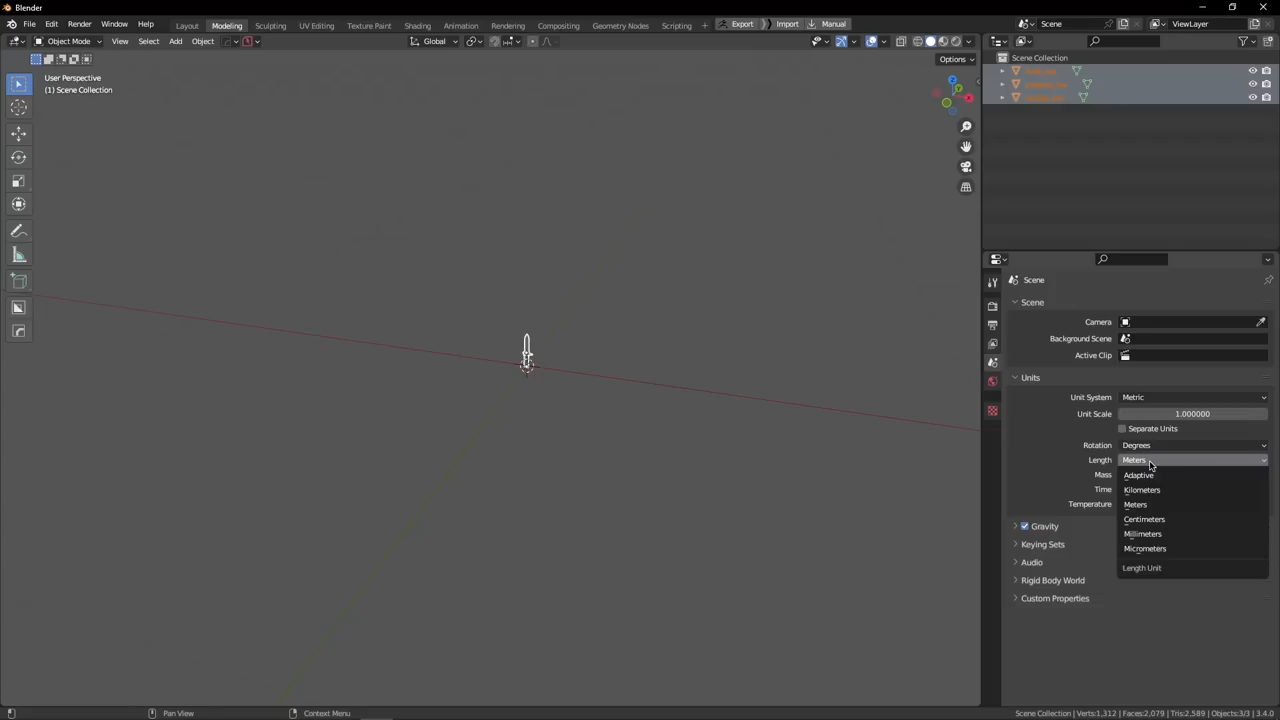 Blender
File Edit Render Window Help Layout Modeling Sculpting UV Editing Texture Paint Shading Animation Rendering Compositing Geometry Nodes Scripting + Export Import Manual Scene ViewLayer
Object Mode View Select Add Object Global
Options
User Perspective
(1) Scene Collection
Z
Y
X
Scene Collection
Scene
Scene
Camera
Background Scene
Active Clip
Units
Unit System Metric
Unit Scale 1.000000
Separate Units
Rotation Degrees
Length Meters
Mass Adaptive
Time Kilometers
Temperature Meters
Centimeters
Gravity
Millimeters
Keying Sets Micrometers
Audio Length Unit
Rigid Body World
Custom Properties
Pan View Context Menu Scene Collection | Verts:1,312 | Faces:2,079 | Tris:2,589 | Objects:3/3 | 3.4.0